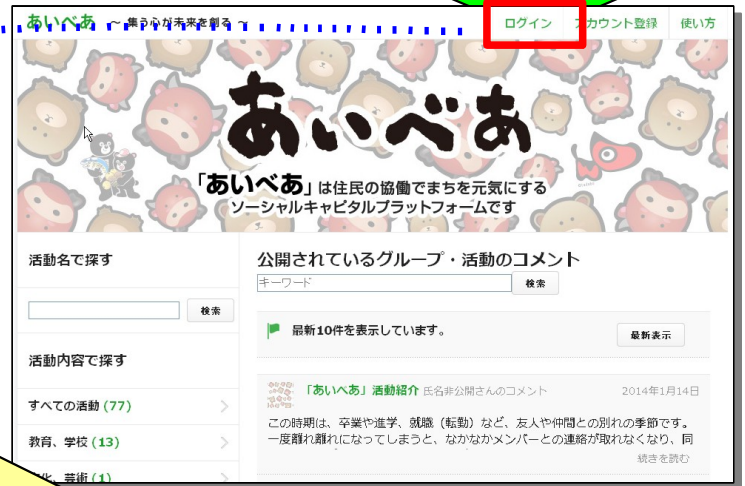 あいべあ ～ 集う心が未来を創る ～
ログイン アカウント登録 使い方
あいべあ
「あいべあ」は住民の協働でまちを元気にする
ソーシャルキャピタルプラットフォームです
活動名で探す
検索
活動内容で探す
すべての活動 (77)
教育、学校 (13)
芸術 (1)
公開されているグループ・活動のコメント
キーワード 検索
最新10件を表示しています。 最新表示
「あいべあ」活動紹介 氏名非公開さんのコメント 2014年1月14日
この時期は、卒業や進学、就職（転勤）など、友人や仲間との別れの季節です。
一度離れ離れになってしまうと、なかなかメンバーとの連絡が取れなくなり、同
続きを読む